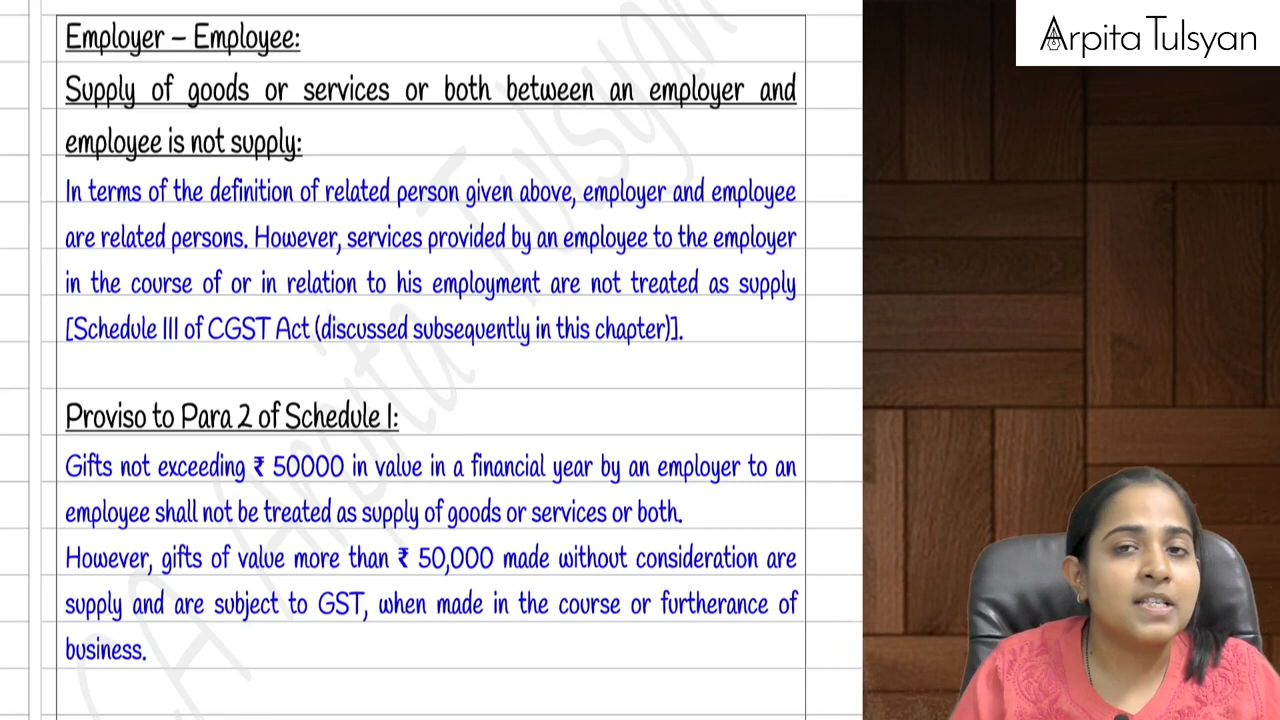 Arpita Tulsyan
Employer – Employee:
Supply of goods or services or both between an employer and
employee is not supply:
In terms of the definition of related person given above, employer and employee
are related persons. However, services provided by an employee to the employer
in the course of or in relation to his employment are not treated as supply
[Schedule III of CGST Act (discussed subsequently in this chapter)].
Proviso to Para 2 of Schedule I:
Gifts not exceeding ₹ 50000 in value in a financial year by an employer to an
employee shall not be treated as supply of goods or services or both.
However, gifts of value more than ₹ 50,000 made without consideration are
supply and are subject to GST, when made in the course or furtherance of
business.
CA Arpita Tulsyan